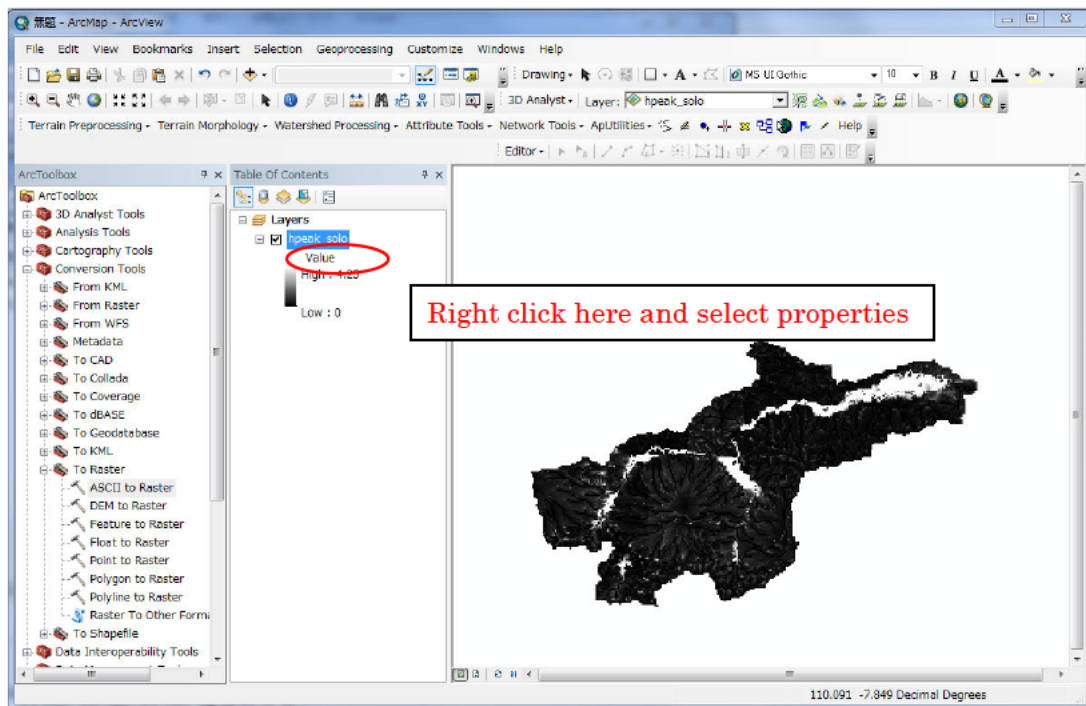 無題 - ArcMap - ArcView
File Edit View Bookmarks Insert Selection Geoprocessing Customize Windows Help
Drawing MS UI Gothic 10 B I U A
3D Analyst Layer: hpeak_solo
Terrain Preprocessing Terrain Morphology Watershed Processing Attribute Tools Network Tools ApUtilities Help
Editor
ArcToolbox
ArcToolbox
3D Analyst Tools
Analysis Tools
Cartography Tools
Conversion Tools
From KML
From Raster
From WFS
Metadata
To CAD
To Collada
To Coverage
To dBASE
To Geodatabase
To KML
To Raster
ASCII to Raster
DEM to Raster
Feature to Raster
Float to Raster
Point to Raster
Polygon to Raster
Polyline to Raster
Raster To Other Forma
To Shapefile
Data Interoperability Tools
Table Of Contents
Layers
hpeak_solo
Value
High : 4.25
Low : 0
Right click here and select properties
110.091 -7.849 Decimal Degrees